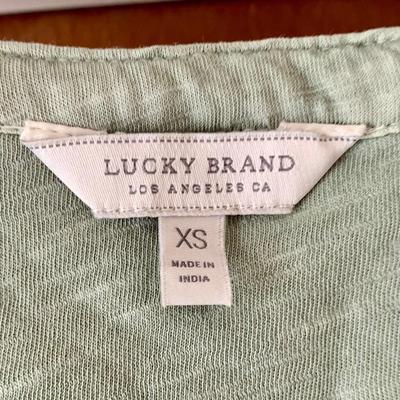 LUCKY BRAND
LOS ANGELES CA
XS
MADE IN
INDIA